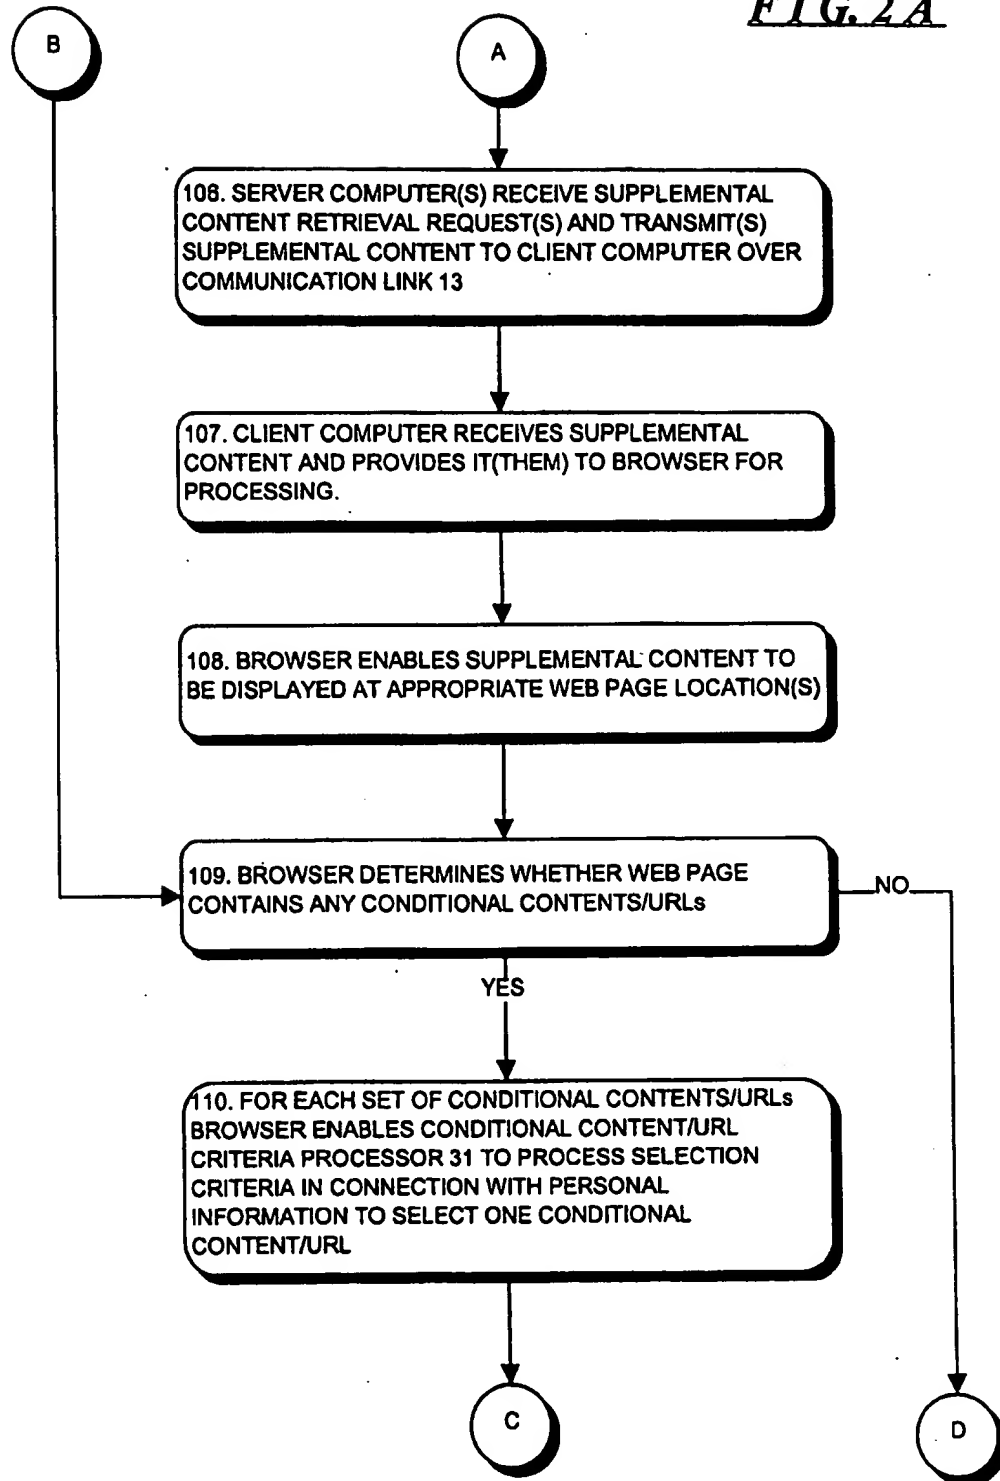 FIG. 2A
B
A
106. SERVER COMPUTER(S) RECEIVE SUPPLEMENTAL
CONTENT RETRIEVAL REQUEST(S) AND TRANSMIT(S)
SUPPLEMENTAL CONTENT TO CLIENT COMPUTER OVER
COMMUNICATION LINK 13
107. CLIENT COMPUTER RECEIVES SUPPLEMENTAL
CONTENT AND PROVIDES IT(THEM) TO BROWSER FOR
PROCESSING.
108. BROWSER ENABLES SUPPLEMENTAL CONTENT TO
BE DISPLAYED AT APPROPRIATE WEB PAGE LOCATION(S)
109. BROWSER DETERMINES WHETHER WEB PAGE
CONTAINS ANY CONDITIONAL CONTENTS/URLs
NO
YES
110. FOR EACH SET OF CONDITIONAL CONTENTS/URLs
BROWSER ENABLES CONDITIONAL CONTENT/URL
CRITERIA PROCESSOR 31 TO PROCESS SELECTION
CRITERIA IN CONNECTION WITH PERSONAL
INFORMATION TO SELECT ONE CONDITIONAL
CONTENT/URL
C
D